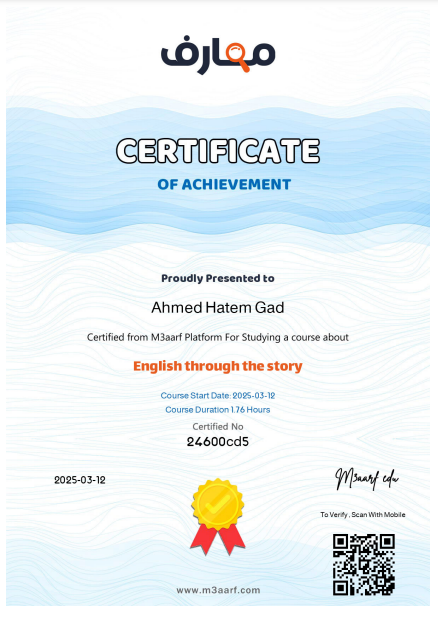 معارف
CERTIFICATE
OF ACHIEVEMENT
Proudly Presented to
Ahmed Hatem Gad
Certified from M3aarf Platform For Studying a course about
English through the story
Course Start Date: 2025-03-12
Course Duration 1.76 Hours
Certified No
24600cd5
2025-03-12
M3aarf edu
To Verify , Scan With Mobile
www.m3aarf.com